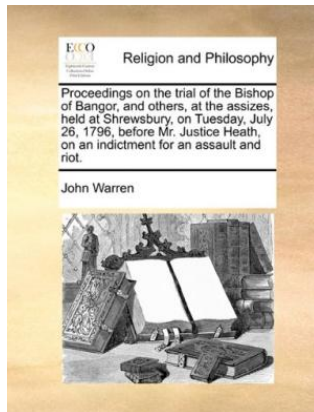 ECCO
Religion and Philosophy
Proceedings on the trial of the Bishop
of Bangor, and others, at the assizes,
held at Shrewsbury, on Tuesday, July
26, 1796, before Mr. Justice Heath,
on an indictment for an assault and
riot.
John Warren